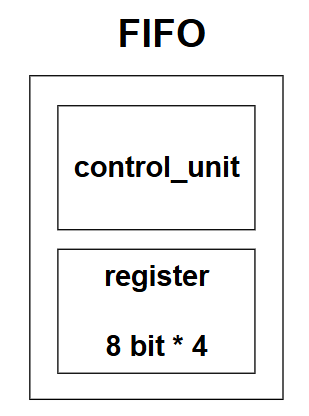 FIFO
control_unit
register
8 bit * 4